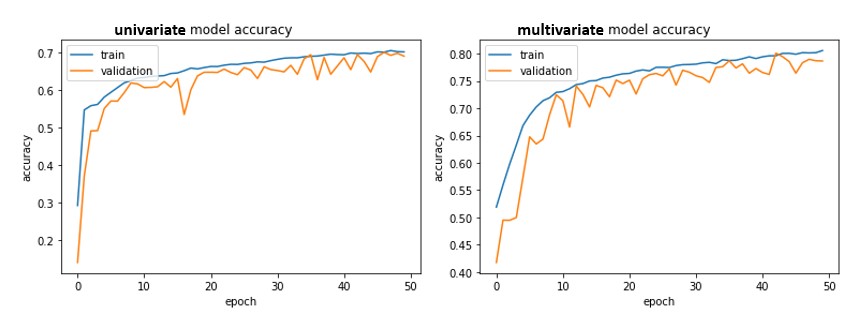 univariate model accuracy
train
validation
0.7
0.6
0.5
0.4
0.3
0.2
accuracy
0
10
20
30
40
50
epoch
multivariate model accuracy
train
validation
0.80
0.75
0.70
0.65
0.60
0.55
0.50
0.45
0.40
accuracy
0
10
20
30
40
50
epoch